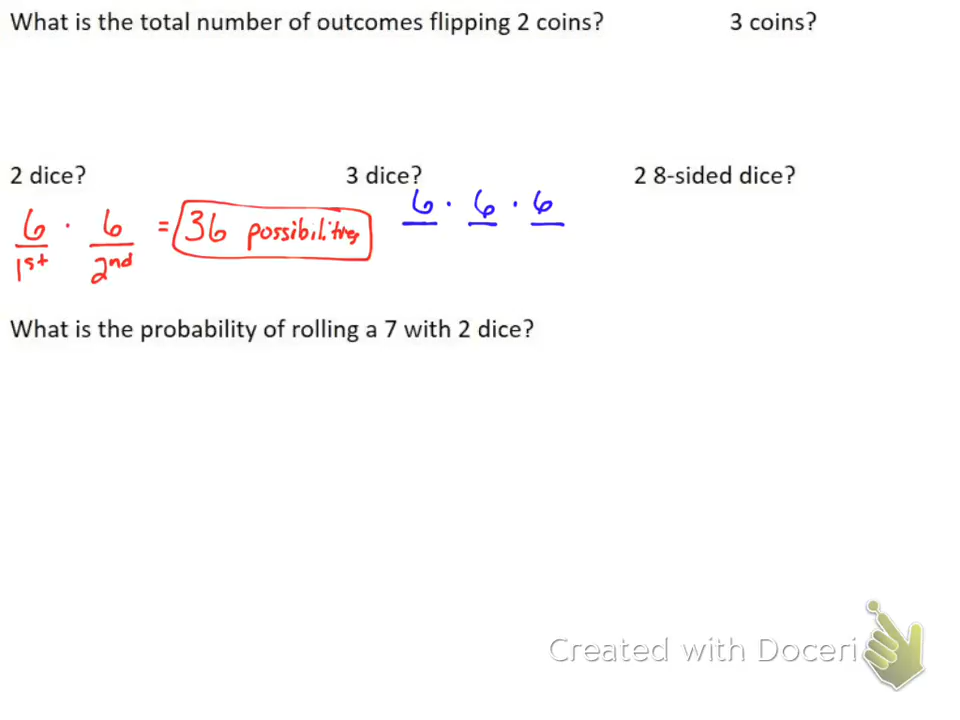 What is the total number of outcomes flipping 2 coins? 3 coins?
2 dice? 3 dice? 2 8-sided dice?
6 · 6 = 36 possibilities 6 · 6 · 6
1st 2nd
What is the probability of rolling a 7 with 2 dice?
Created with Doceri